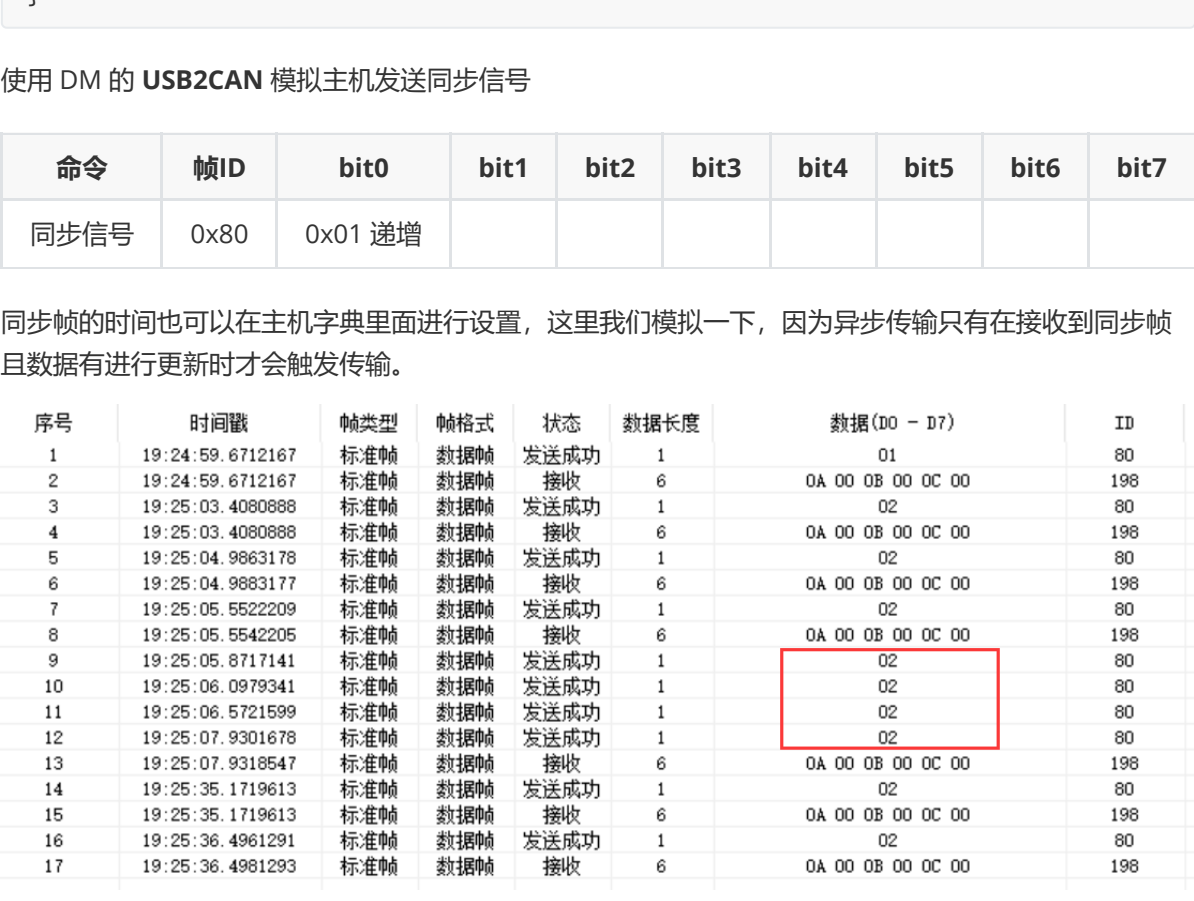 使用 DM 的 USB2CAN 模拟主机发送同步信号
命令 帧ID bit0 bit1 bit2 bit3 bit4 bit5 bit6 bit7
同步信号 0x80 0x01 递增
同步帧的时间也可以在主机字典里面进行设置，这里我们模拟一下，因为异步传输只有在接收到同步帧
且数据有进行更新时才会触发传输。
序号 时间戳 帧类型 帧格式 状态 数据长度 数据(D0 - D7) ID
1 19:24:59.6712167 标准帧 数据帧 发送成功 1 01 80
2 19:24:59.6712167 标准帧 数据帧 接收 6 0A 00 0B 00 0C 00 198
3 19:25:03.4080888 标准帧 数据帧 发送成功 1 02 80
4 19:25:03.4080888 标准帧 数据帧 接收 6 0A 00 0B 00 0C 00 198
5 19:25:04.9863178 标准帧 数据帧 发送成功 1 02 80
6 19:25:04.9883177 标准帧 数据帧 接收 6 0A 00 0B 00 0C 00 198
7 19:25:05.5522209 标准帧 数据帧 发送成功 1 02 80
8 19:25:05.5542205 标准帧 数据帧 接收 6 0A 00 0B 00 0C 00 198
9 19:25:05.8717141 标准帧 数据帧 发送成功 1 02 80
10 19:25:06.0979341 标准帧 数据帧 发送成功 1 02 80
11 19:25:06.5721599 标准帧 数据帧 发送成功 1 02 80
12 19:25:07.9301678 标准帧 数据帧 发送成功 1 02 80
13 19:25:07.9318547 标准帧 数据帧 接收 6 0A 00 0B 00 0C 00 198
14 19:25:35.1719613 标准帧 数据帧 发送成功 1 02 80
15 19:25:35.1719613 标准帧 数据帧 接收 6 0A 00 0B 00 0C 00 198
16 19:25:36.4961291 标准帧 数据帧 发送成功 1 02 80
17 19:25:36.4981293 标准帧 数据帧 接收 6 0A 00 0B 00 0C 00 198